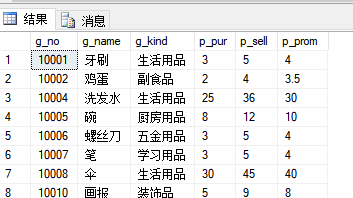 结果 消息
g_no g_name g_kind p_pur p_sell p_prom
1 10001 牙刷 生活用品 3 5 4
2 10002 鸡蛋 副食品 2 4 3.5
3 10004 洗发水 生活用品 25 36 30
4 10005 碗 厨房用品 8 12 10
5 10006 螺丝刀 五金用品 3 5 4
6 10007 笔 学习用品 3 5 4
7 10008 伞 生活用品 30 45 40
8 10010 画报 装饰品 5 9 8